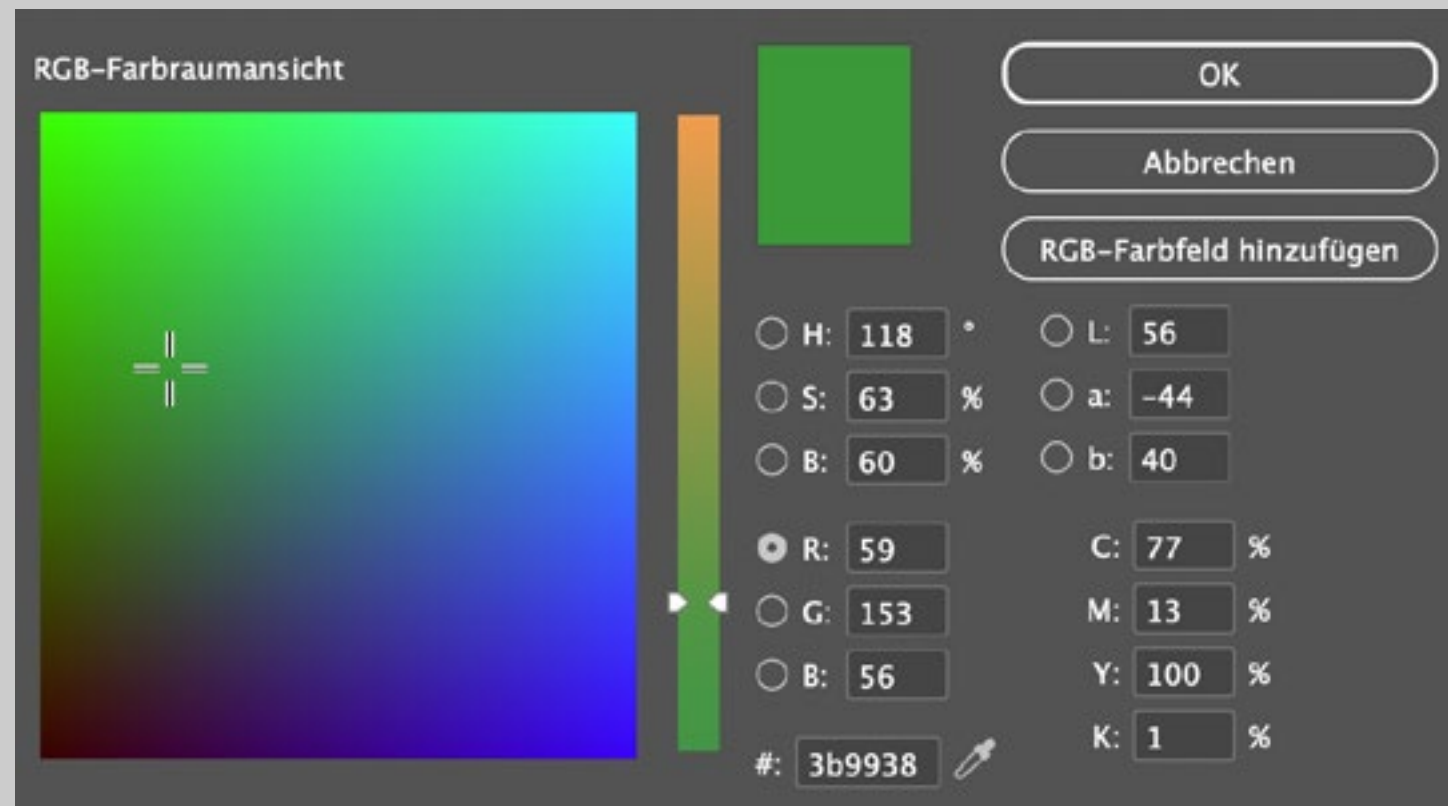 RGB-Farbraumansicht
OK
Abbrechen
RGB-Farbfeld hinzufügen
H: 118 °
S: 63 %
B: 60 %
R: 59
G: 153
B: 56
#: 3b9938
L: 56
a: -44
b: 40
C: 77 %
M: 13 %
Y: 100 %
K: 1 %